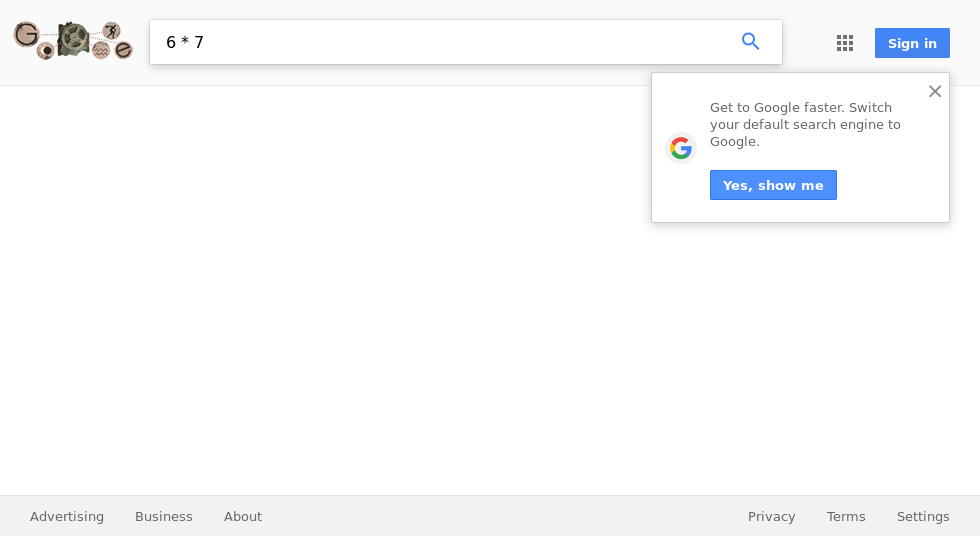 6 * 7
Sign in
Get to Google faster. Switch
your default search engine to
Google.
Yes, show me
Advertising
Business
About
Privacy
Terms
Settings